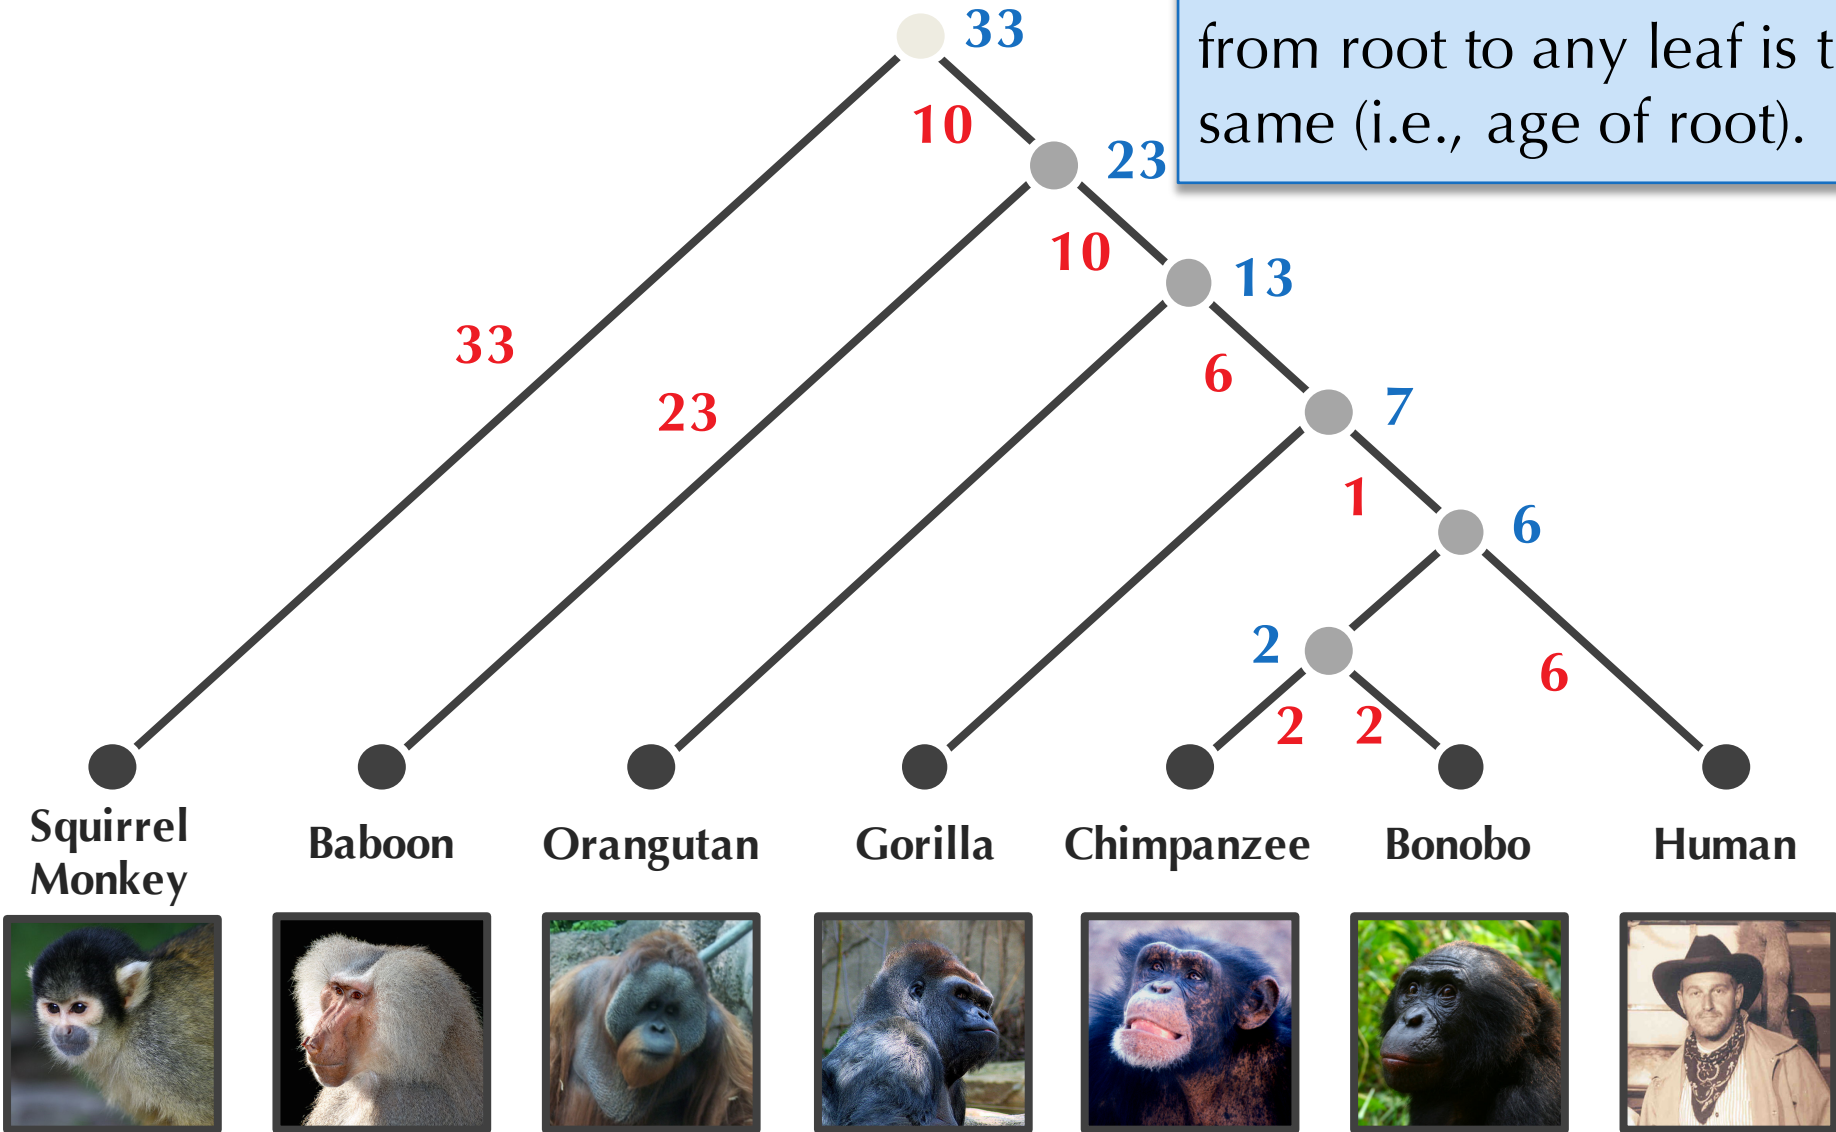 33
from root to any leaf is t
same (i.e., age of root).
10
23
10
13
33
6
7
23
1
6
2
6
2
2
Squirrel
Monkey
Baboon
Orangutan
Gorilla
Chimpanzee
Bonobo
Human